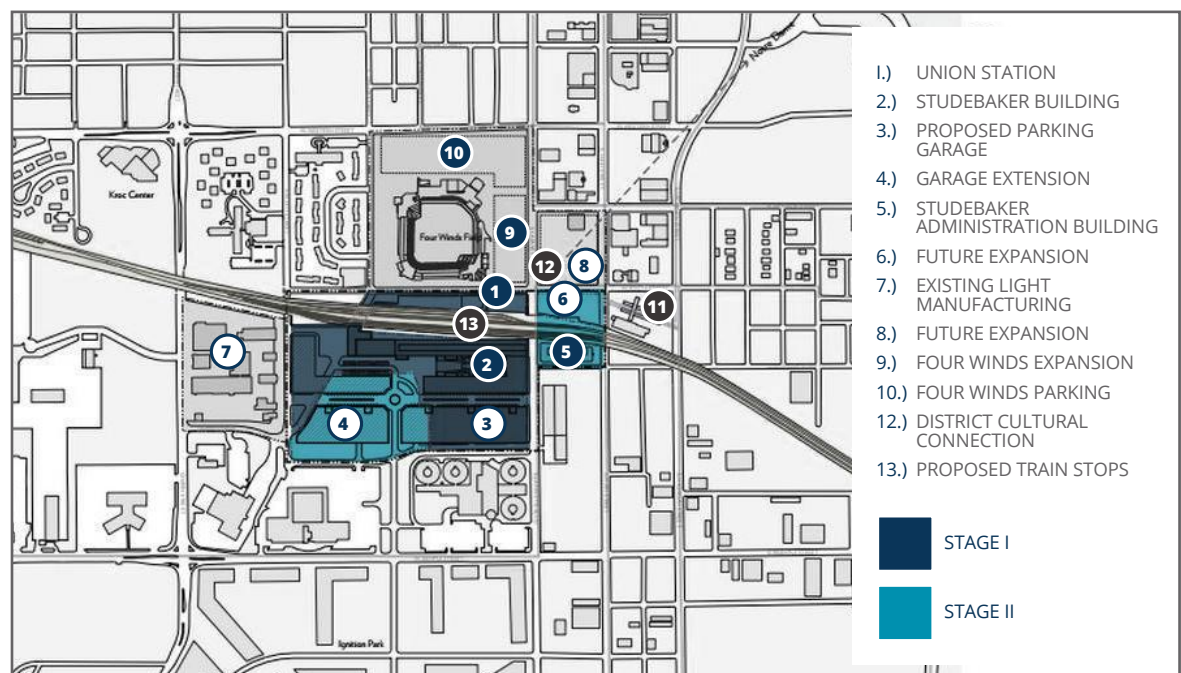 Notre Dame
10
Kroc Center
9
Four Winds Field
12
8
1
6
11
13
7
2
5
4
3
Ignition Park
I.) UNION STATION
2.) STUDEBAKER BUILDING
3.) PROPOSED PARKING
GARAGE
4.) GARAGE EXTENSION
5.) STUDEBAKER
ADMINISTRATION BUILDING
6.) FUTURE EXPANSION
7.) EXISTING LIGHT
MANUFACTURING
8.) FUTURE EXPANSION
9.) FOUR WINDS EXPANSION
10.) FOUR WINDS PARKING
12.) DISTRICT CULTURAL
CONNECTION
13.) PROPOSED TRAIN STOPS
STAGE I
STAGE II